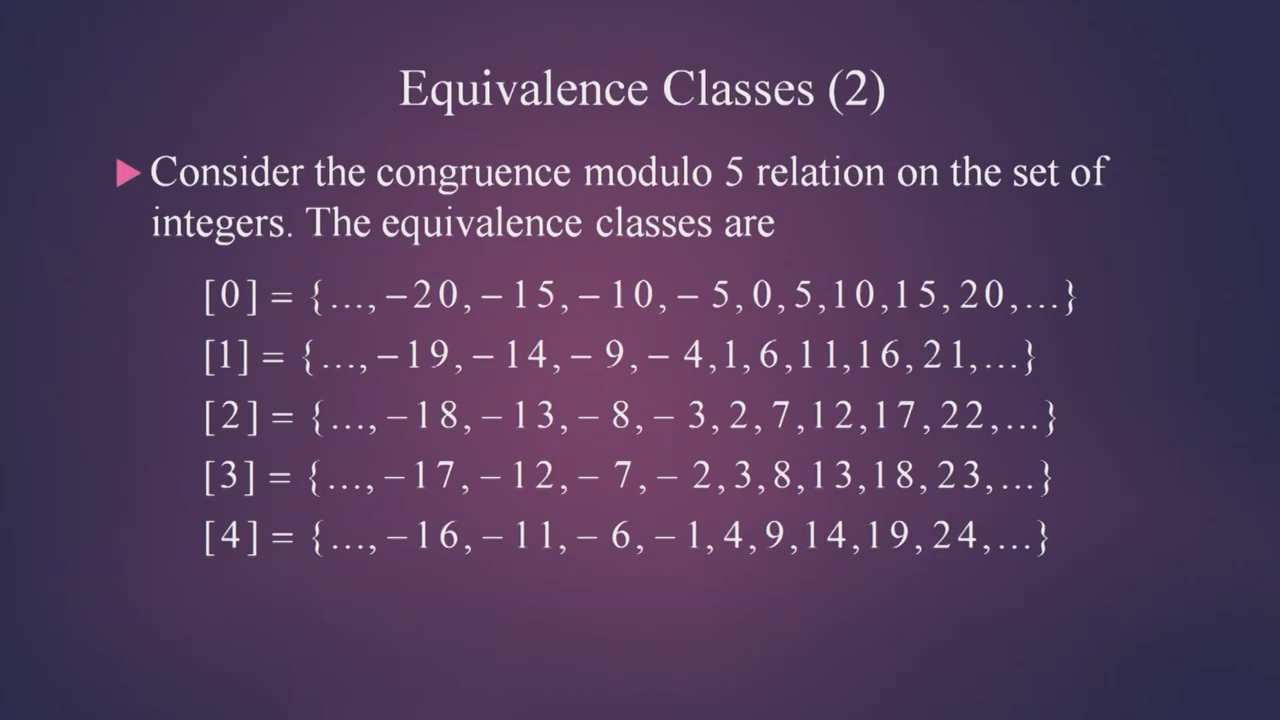 Equivalence Classes (2)
Consider the congruence modulo 5 relation on the set of
integers. The equivalence classes are
[0] = {..., −20, −15, −10, −5, 0, 5, 10, 15, 20, ...}
[1] = {..., −19, −14, −9, −4, 1, 6, 11, 16, 21, ...}
[2] = {..., −18, −13, −8, −3, 2, 7, 12, 17, 22, ...}
[3] = {..., −17, −12, −7, −2, 3, 8, 13, 18, 23, ...}
[4] = {..., −16, −11, −6, −1, 4, 9, 14, 19, 24, ...}